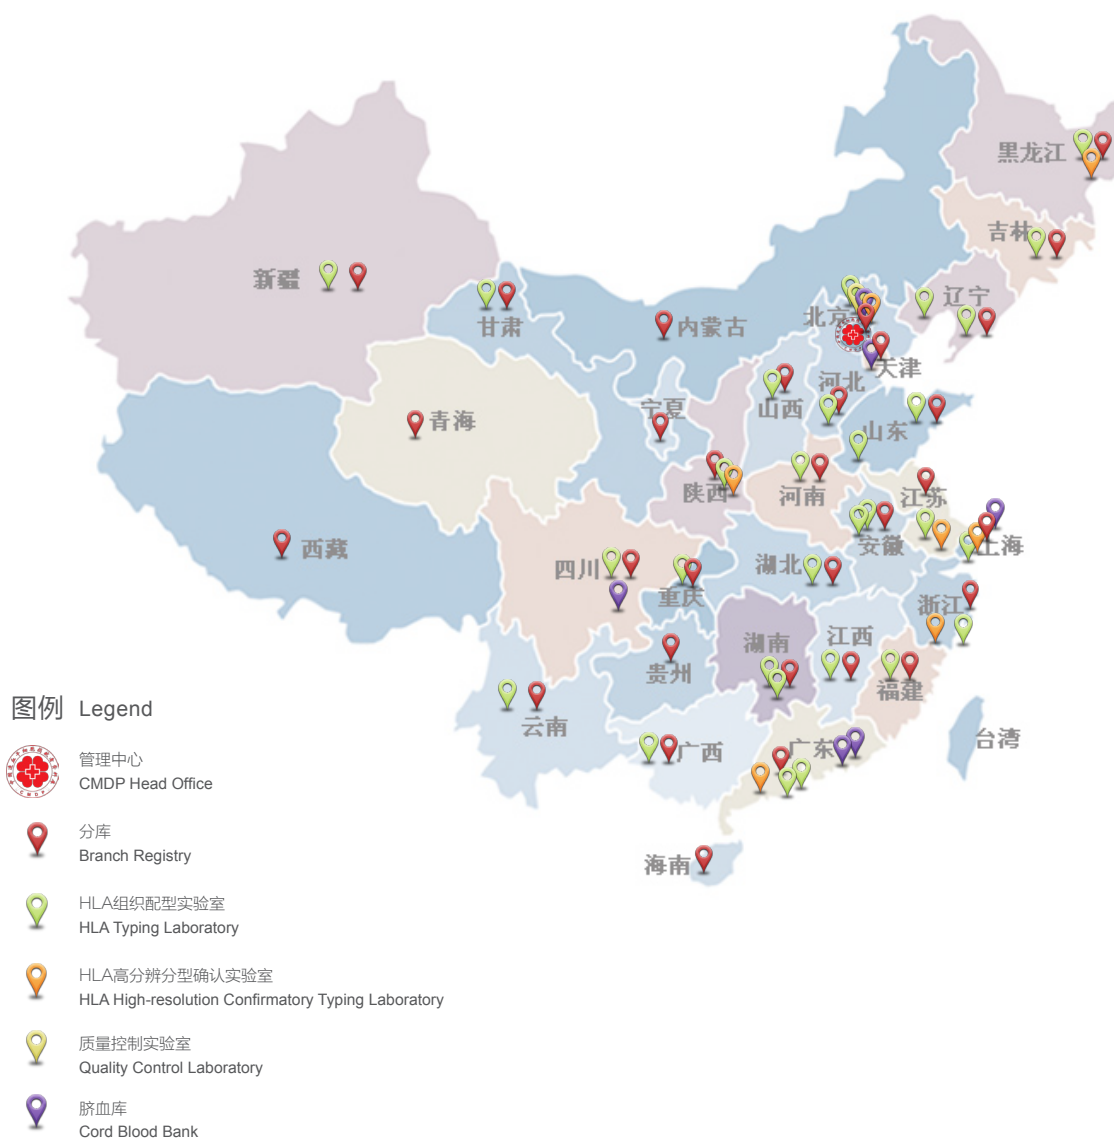 黑龙江
吉林
新疆
辽宁
甘肃
内蒙古
北京
天津
河北
宁夏
山西
青海
山东
陕西
河南
江苏
西藏
安徽
上海
四川
湖北
重庆
浙江
湖南
江西
贵州
福建
云南
广西
广东
台湾
海南
图例 Legend
管理中心
CMDP Head Office
分库
Branch Registry
HLA组织配型实验室
HLA Typing Laboratory
HLA高分辨分型确认实验室
HLA High-resolution Confirmatory Typing Laboratory
质量控制实验室
Quality Control Laboratory
脐血库
Cord Blood Bank